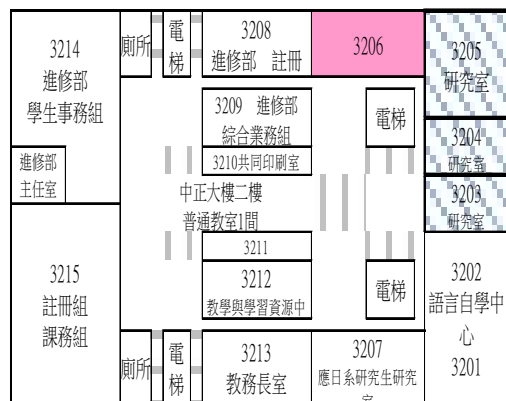 3214
進修部
學生事務組
廁所
電
梯
3208
進修部 註冊
3206
3205
研究室
3209 進修部
綜合業務組
3210共同印刷室
電梯
3204
研究室
進修部
主任室
3203
研究室
中正大樓二樓
普通教室1間
3211
3212
教學與學習資源中
電梯
3215
註冊組
課務組
3202
語言自學中
心
3201
廁所
電
梯
3213
教務長室
3207
應日系研究生研究